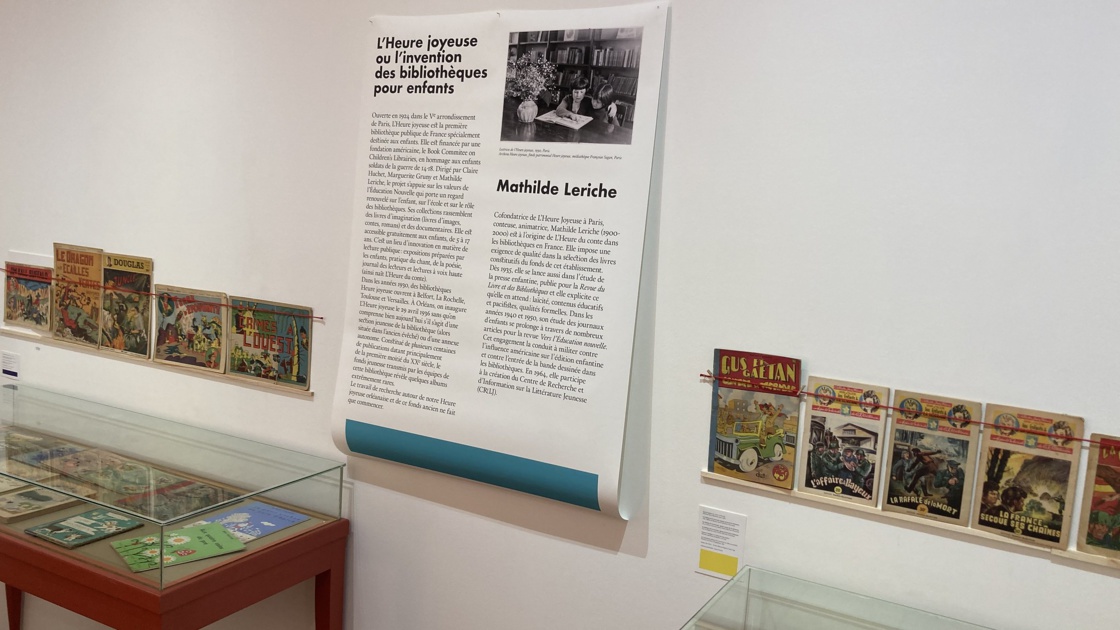 L'Heure joyeuse
ou l'invention
des bibliothèques
pour enfants
Ouverte en 1924 dans le Vᵉ arrondissement
de Paris, L'Heure joyeuse est la première
bibliothèque publique de France spécialement
destinée aux enfants. Elle est financée par une
fondation américaine, le Book Committee on
Children's Librairies, en hommage aux enfants
soldats de la guerre de 14-18. Dirigé par Claire
Huchet, Marguerite Gruny et Mathilde
Leriche, le projet s'appuie sur les valeurs de
l'Éducation Nouvelle qui porte un regard
renouvelé sur l'enfant, sur l'école et sur le rôle
des bibliothèques. Ses collections rassemblent
des livres d'imagination (livres d'images,
contes, romans) et des documentaires. Elle est
accessible gratuitement aux enfants, de 5 à 17
ans. C'est un lieu d'innovation en matière de
lecture publique : expositions préparées par
les enfants, pratique du chant, de la poésie,
journal des lecteurs et lectures à voix haute
(ainsi naît L'Heure du conte).
Dans les années 1930, des bibliothèques
Heure joyeuse ouvrent à Belfort, La Rochelle,
Toulouse et Versailles. À Orléans, on inaugure
L'Heure joyeuse le 29 avril 1936 sans qu'on
comprenne bien aujourd'hui s'il s'agit d'une
section jeunesse de la bibliothèque (alors
située dans l'ancien évêché) ou d'une annexe
autonome. Constitué de plusieurs centaines
de publications datant principalement
de la première moitié du XXᵉ siècle, le
fonds jeunesse transmis par les équipes de
cette bibliothèque révèle quelques albums
extrêmement rares.
Le travail de recherche autour de notre Heure
joyeuse orléanaise et de ce fonds ancien ne fait
que commencer.
Mathilde Leriche
Cofondatrice de L'Heure Joyeuse à Paris,
conteuse, animatrice, Mathilde Leriche (1900-
2000) est à l'origine de L'Heure du conte dans
les bibliothèques en France. Elle impose une
exigence de qualité dans la sélection des livres
constitutifs du fonds de cet établissement.
Dès 1935, elle se lance aussi dans l'étude de
la presse enfantine, publie pour la Revue du
Livre et des Bibliothèques et elle explicite ce
qu'elle en attend : laïcité, contenus éducatifs
et pacifistes, qualités formelles. Dans les
années 1940 et 1950, son étude des journaux
d'enfants se prolonge à travers de nombreux
articles pour la revue Vers l'Éducation nouvelle.
Cet engagement la conduit à militer contre
l'influence américaine sur l'édition enfantine
et contre l'entrée de la bande dessinée dans
les bibliothèques. En 1964, elle participe
à la création du Centre de Recherche et
d'Information sur la Littérature Jeunesse
(CRILJ).
LE DRAGON
ÉCAILLES
DOUGLAS
L'OUEST
GUS ET
GAËTAN
l'affaire
LA RAFALE de la MORT
LA FRANCE
SECOUE SES CHAÎNES